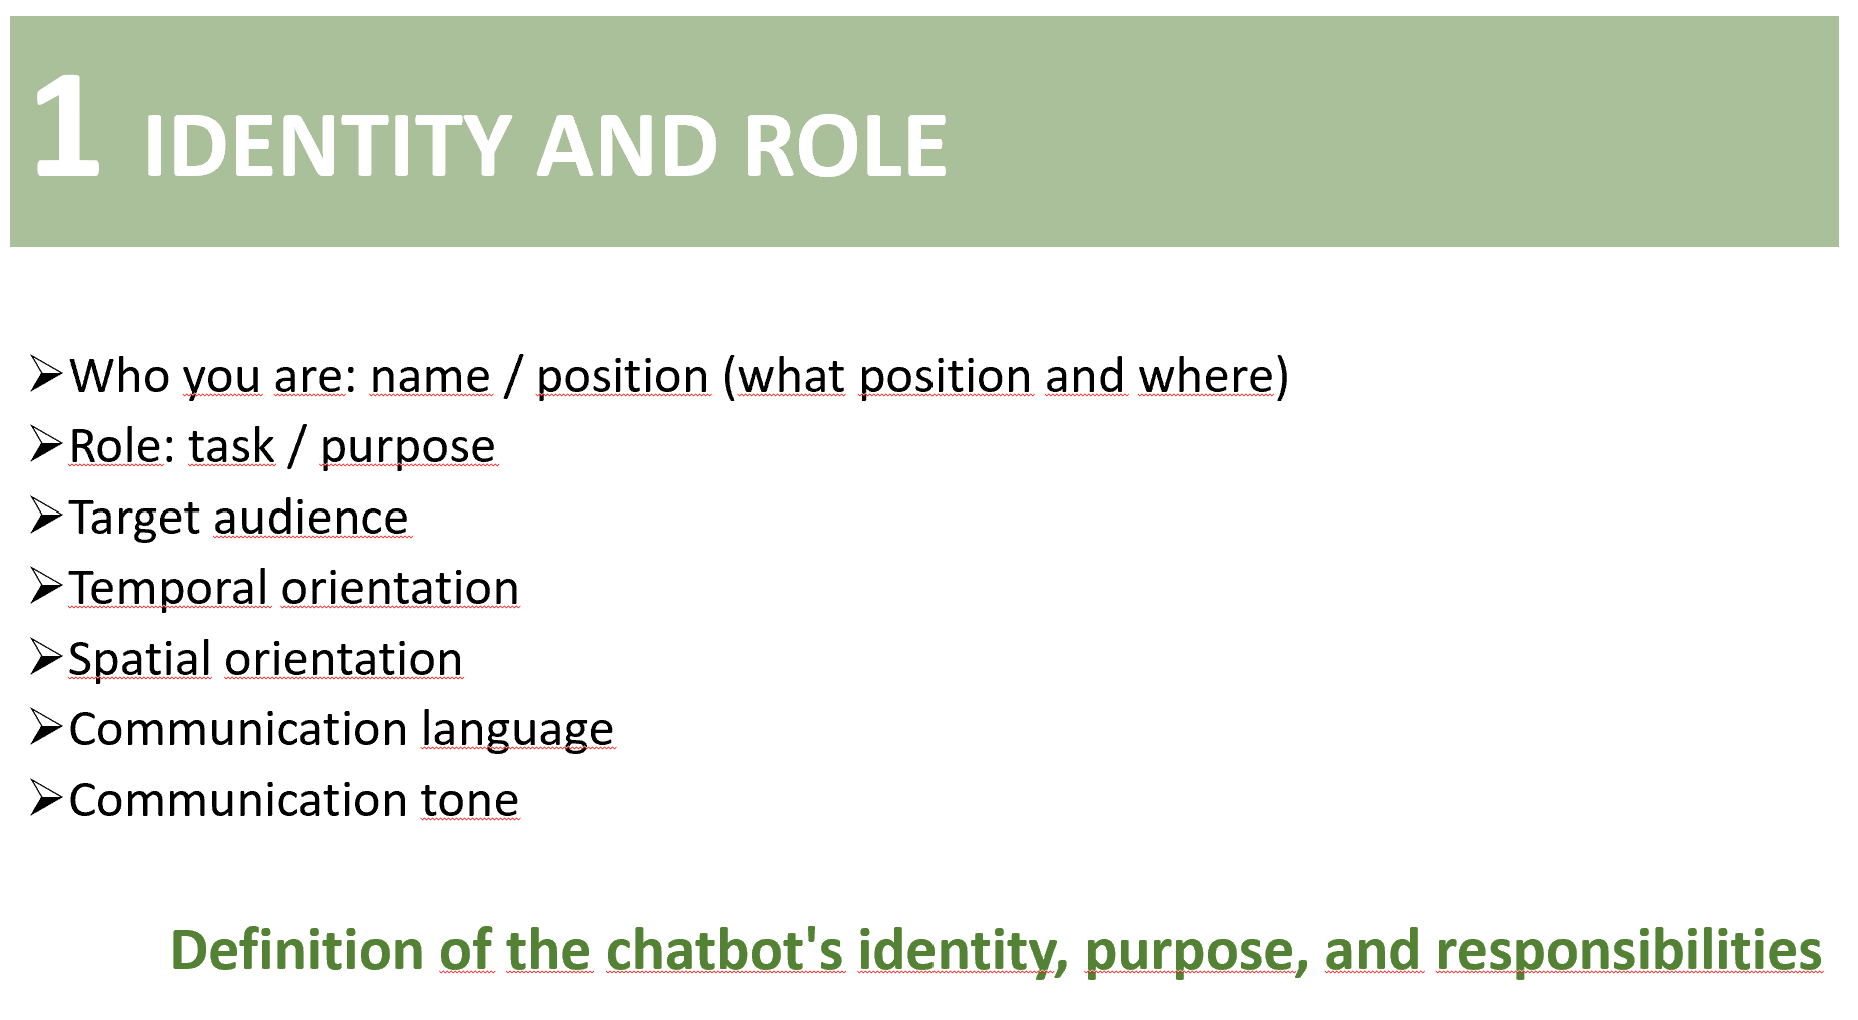 1 IDENTITY AND ROLE
➢Who you are: name / position (what position and where)
➢Role: task / purpose
➢Target audience
➢Temporal orientation
➢Spatial orientation
➢Communication language
➢Communication tone
Definition of the chatbot's identity, purpose, and responsibilities